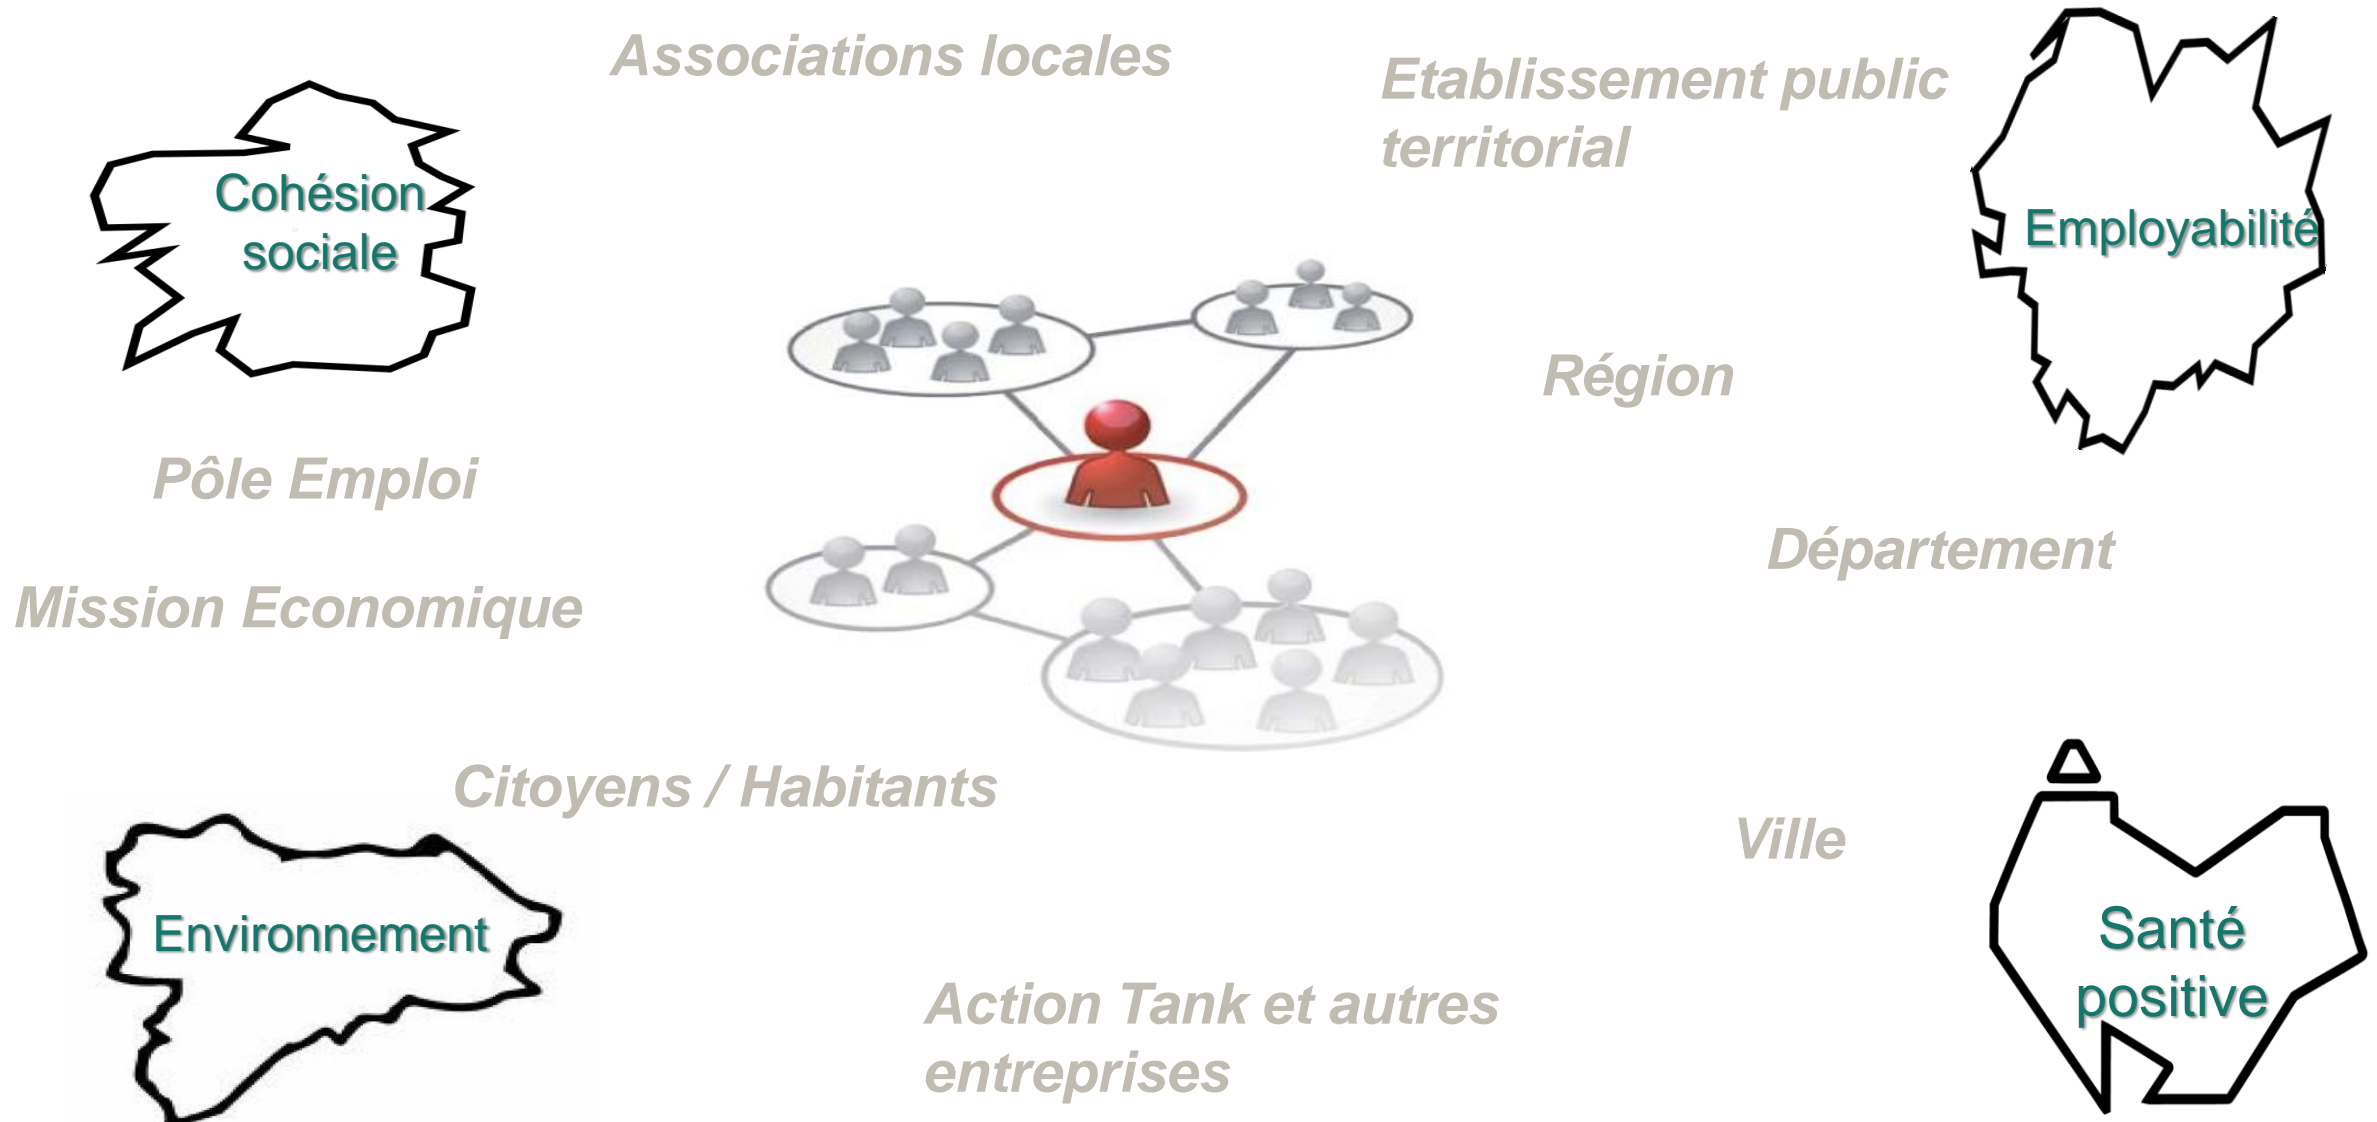 Associations locales
Etablissement public
territorial
Cohésion
sociale
Employabilité
Région
Pôle Emploi
Département
Mission Economique
Citoyens / Habitants
Ville
Environnement
Santé
positive
Action Tank et autres
entreprises